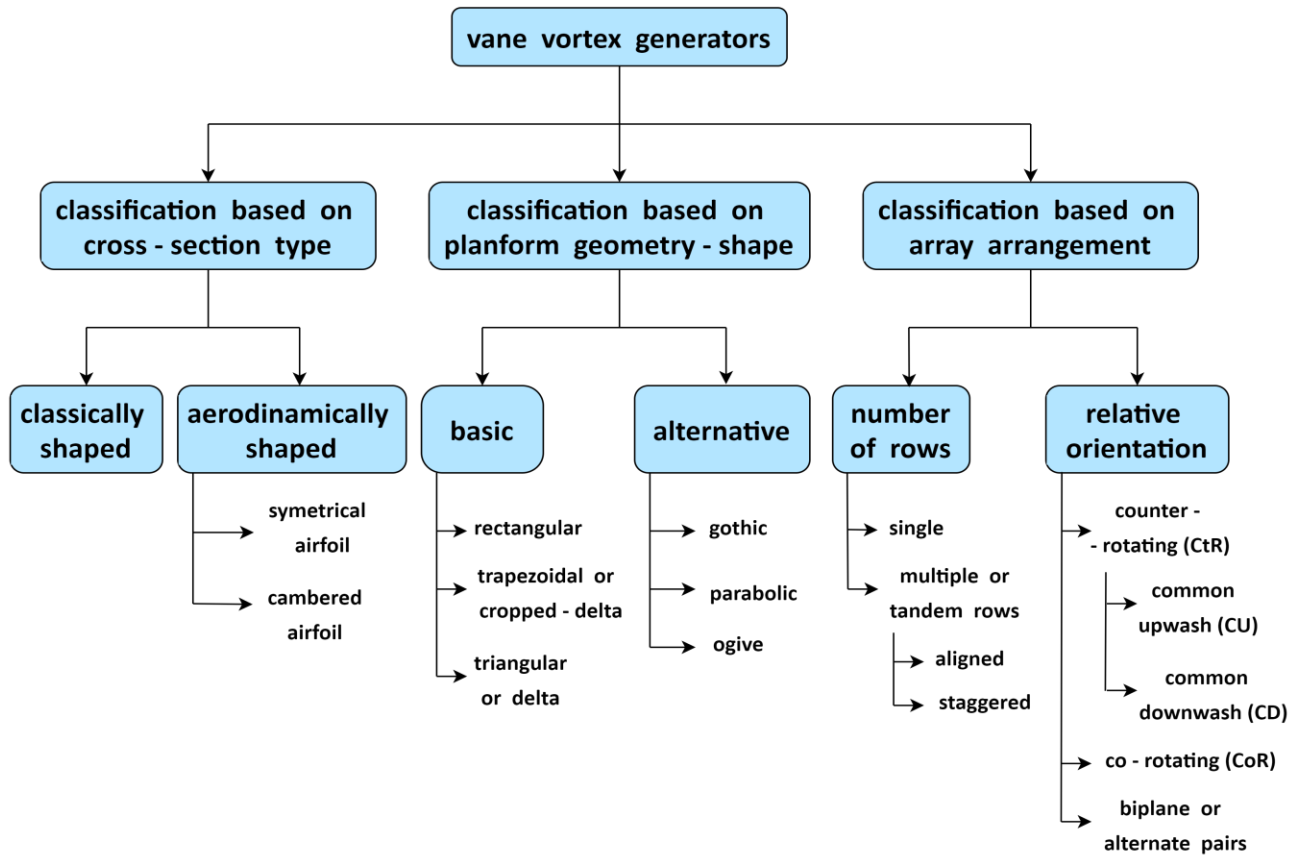 vane vortex generators
classification based on
cross - section type
classification based on
planform geometry - shape
classification based on
array arrangement
classically
shaped
aerodinamically
shaped
basic
alternative
number
of rows
relative
orientation
symetrical
airfoil
cambered
airfoil
rectangular
trapezoidal or
cropped - delta
triangular
or delta
gothic
parabolic
ogive
single
multiple or
tandem rows
aligned
staggered
counter -
- rotating (CtR)
common
upwash (CU)
common
downwash (CD)
co - rotating (CoR)
biplane or
alternate pairs